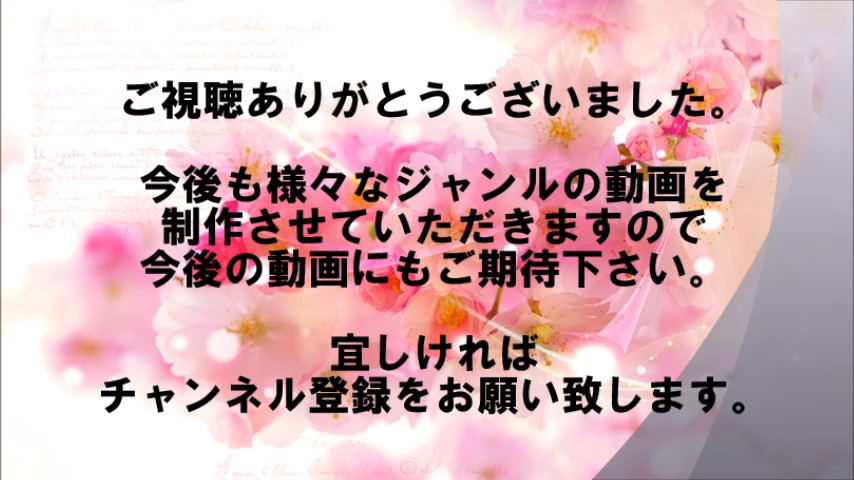 ご視聴ありがとうございました。
今後も様々なジャンルの動画を
制作させていただきますので
今後の動画にもご期待下さい。
宜しければ
チャンネル登録をお願い致します。